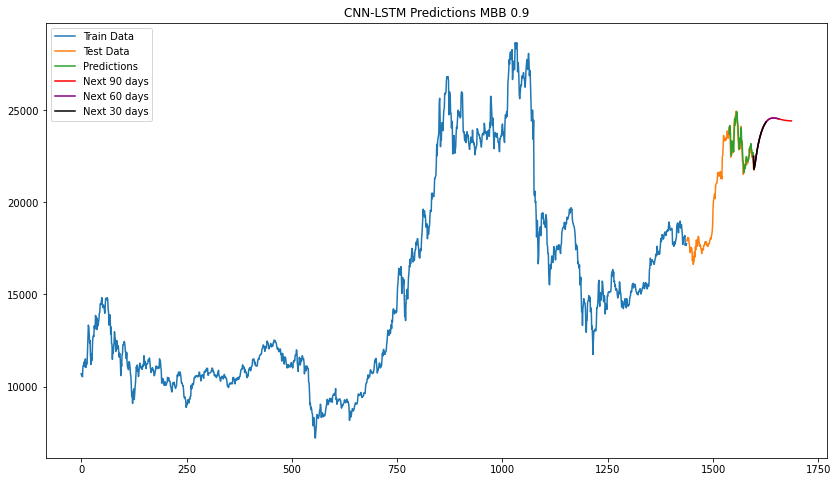 CNN-LSTM Predictions MBB 0.9
Train Data
Test Data
Predictions
Next 90 days
Next 60 days
Next 30 days
25000
20000
15000
10000
0 250 500 750 1000 1250 1500 1750